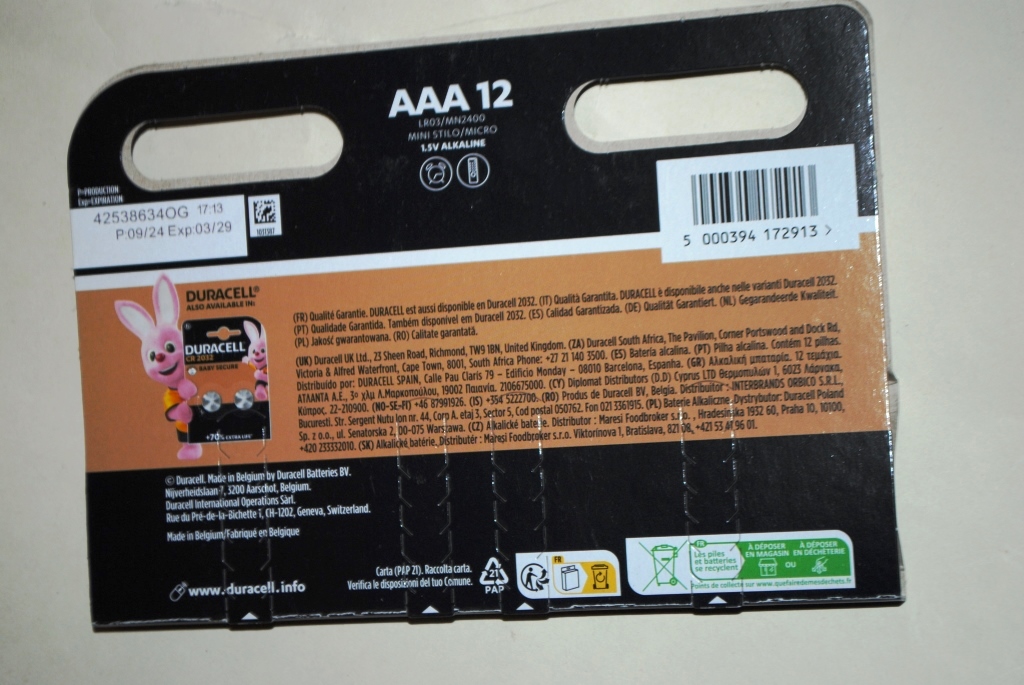 AAA 12
LR03/MN2400
MINI STILO/MICRO
1.5V ALKALINE
P=PRODUCTION
Exp=EXPIRATION
42538634OG 17:13
P:09/24 Exp:03/29
1031387
5 000394 172913 >
DURACELL®
ALSO AVAILABLE IN:
DURACELL
CR 2032
BABY SECURE
+70% EXTRA LIFE
(FR) Qualité Garantie. DURACELL est aussi disponible en Duracell 2032. (IT) Qualità Garantita. DURACELL è disponibile anche nelle varianti Duracell 2032.
(PT) Qualidade Garantida. Também disponível em Duracell 2032. (ES) Calidad Garantizada. (DE) Qualität Garantiert. (NL) Gegarandeerde Kwaliteit.
(PL) Jakość gwarantowana. (RO) Calitate garantată.
(UK) Duracell UK Ltd., 23 Sheen Road, Richmond, TW9 1BN, United Kingdom. (ZA) Duracell South Africa, The Pavilion, Corner Portswood and Dock Rd,
Victoria & Alfred Waterfront, Cape Town, 8001, South Africa Phone: +27 21 140 3500. (ES) Batería alcalina. (PT) Pilha alcalina. Contém 12 pilhas.
Distribuido por: DURACELL SPAIN, Calle Pau Claris 79 – Edificio Monday – 08010 Barcelona, Espanha. (GR) Αλκαλική μπαταρία. 12 τεμάχια.
ATLANTA A.E., 3ο χλμ Λ.Μαρκοπούλου, 19002 Παιανία. 2106675000. (CY) Diplomat Distributors (D.D) Cyprus LTD Θερμοπυλών 1, 6023 Λάρνακα,
Κύπρος. 22-210900. (NO-SE-FI) +46 87991926. (IS) +354 5222700. (RO) Produs de Duracell BV, Belgia. Distribuitor: INTERBRANDS ORBICO S.R.L.,
Bucuresti. Str. Sergent Nutu Ion nr. 44, Corp A. etaj 3, Sector 5, Cod postal 050762. Fon 021 3361915. (PL) Baterie Alkaliczne. Dystrybutor: Duracell Poland
Sp. z o.o., ul. Senatorska 2, 00-075 Warszawa. (CZ) Alkalické baterie. Distributor: Maresi Foodbroker s.r.o., Hradesinska 1932 60, Praha 10, 10100,
+420 233332010. (SK) Alkalické batérie. Distributér: Maresi Foodbroker s.r.o. Viktorinova 1, Bratislava, 821 08, +421 53 41 96 01.
© Duracell. Made in Belgium by Duracell Batteries BV.
Nijverheidslaan 7, 3200 Aarschot, Belgium.
Duracell International Operations Sàrl.
Rue du Pré-de-la-Bichette 1, CH-1202, Geneva, Switzerland.
Made in Belgium/Fabriqué en Belgique
www.duracell.info
Carta (PAP 21). Raccolta carta.
Verifica le disposizioni del tuo Comune.
21
PAP
FR
FR
Les piles
et batteries
se recyclent
À DÉPOSER
EN MAGASIN
OU
À DÉPOSER
EN DÉCHÈTERIE
Points de collecte sur www.quefairedemesdechets.fr